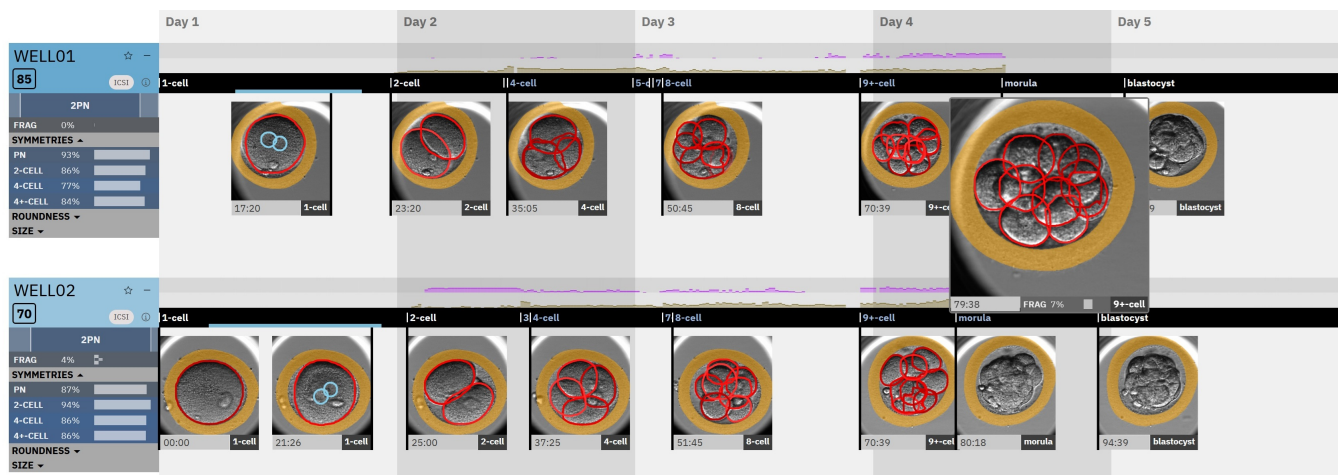 Day 1
Day 2
Day 3
Day 4
Day 5
WELL01
85
ICSI
2PN
FRAG 0%
SYMMETRIES
PN 93%
2-CELL 86%
4-CELL 77%
4+-CELL 84%
ROUNDNESS
SIZE
1-cell
2-cell
4-cell
5-c
7
8-cell
9+-cell
morula
blastocyst
17:20 1-cell
23:20 2-cell
35:05 4-cell
50:45 8-cell
70:39 9+-c
79:38 FRAG 7% 9+-cell
9 blastocyst
WELL02
70
ICSI
2PN
FRAG 4%
SYMMETRIES
PN 87%
2-CELL 94%
4-CELL 86%
4+-CELL 86%
ROUNDNESS
SIZE
1-cell
2-cell
3
4-cell
7
8-cell
9+-cell
morula
blastocyst
00:00 1-cell
21:26 1-cell
25:00 2-cell
37:25 4-cell
51:45 8-cell
70:39 9+-cel
80:18 morula
94:39 blastocyst